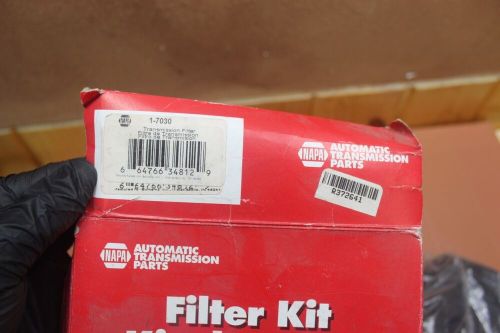 NAPA
1-7030
Transmission Filter
6 64766 34812 9
NAPA
AUTOMATIC
TRANSMISSION
PARTS
R372641
NAPA
AUTOMATIC
TRANSMISSION
PARTS
Filter Kit